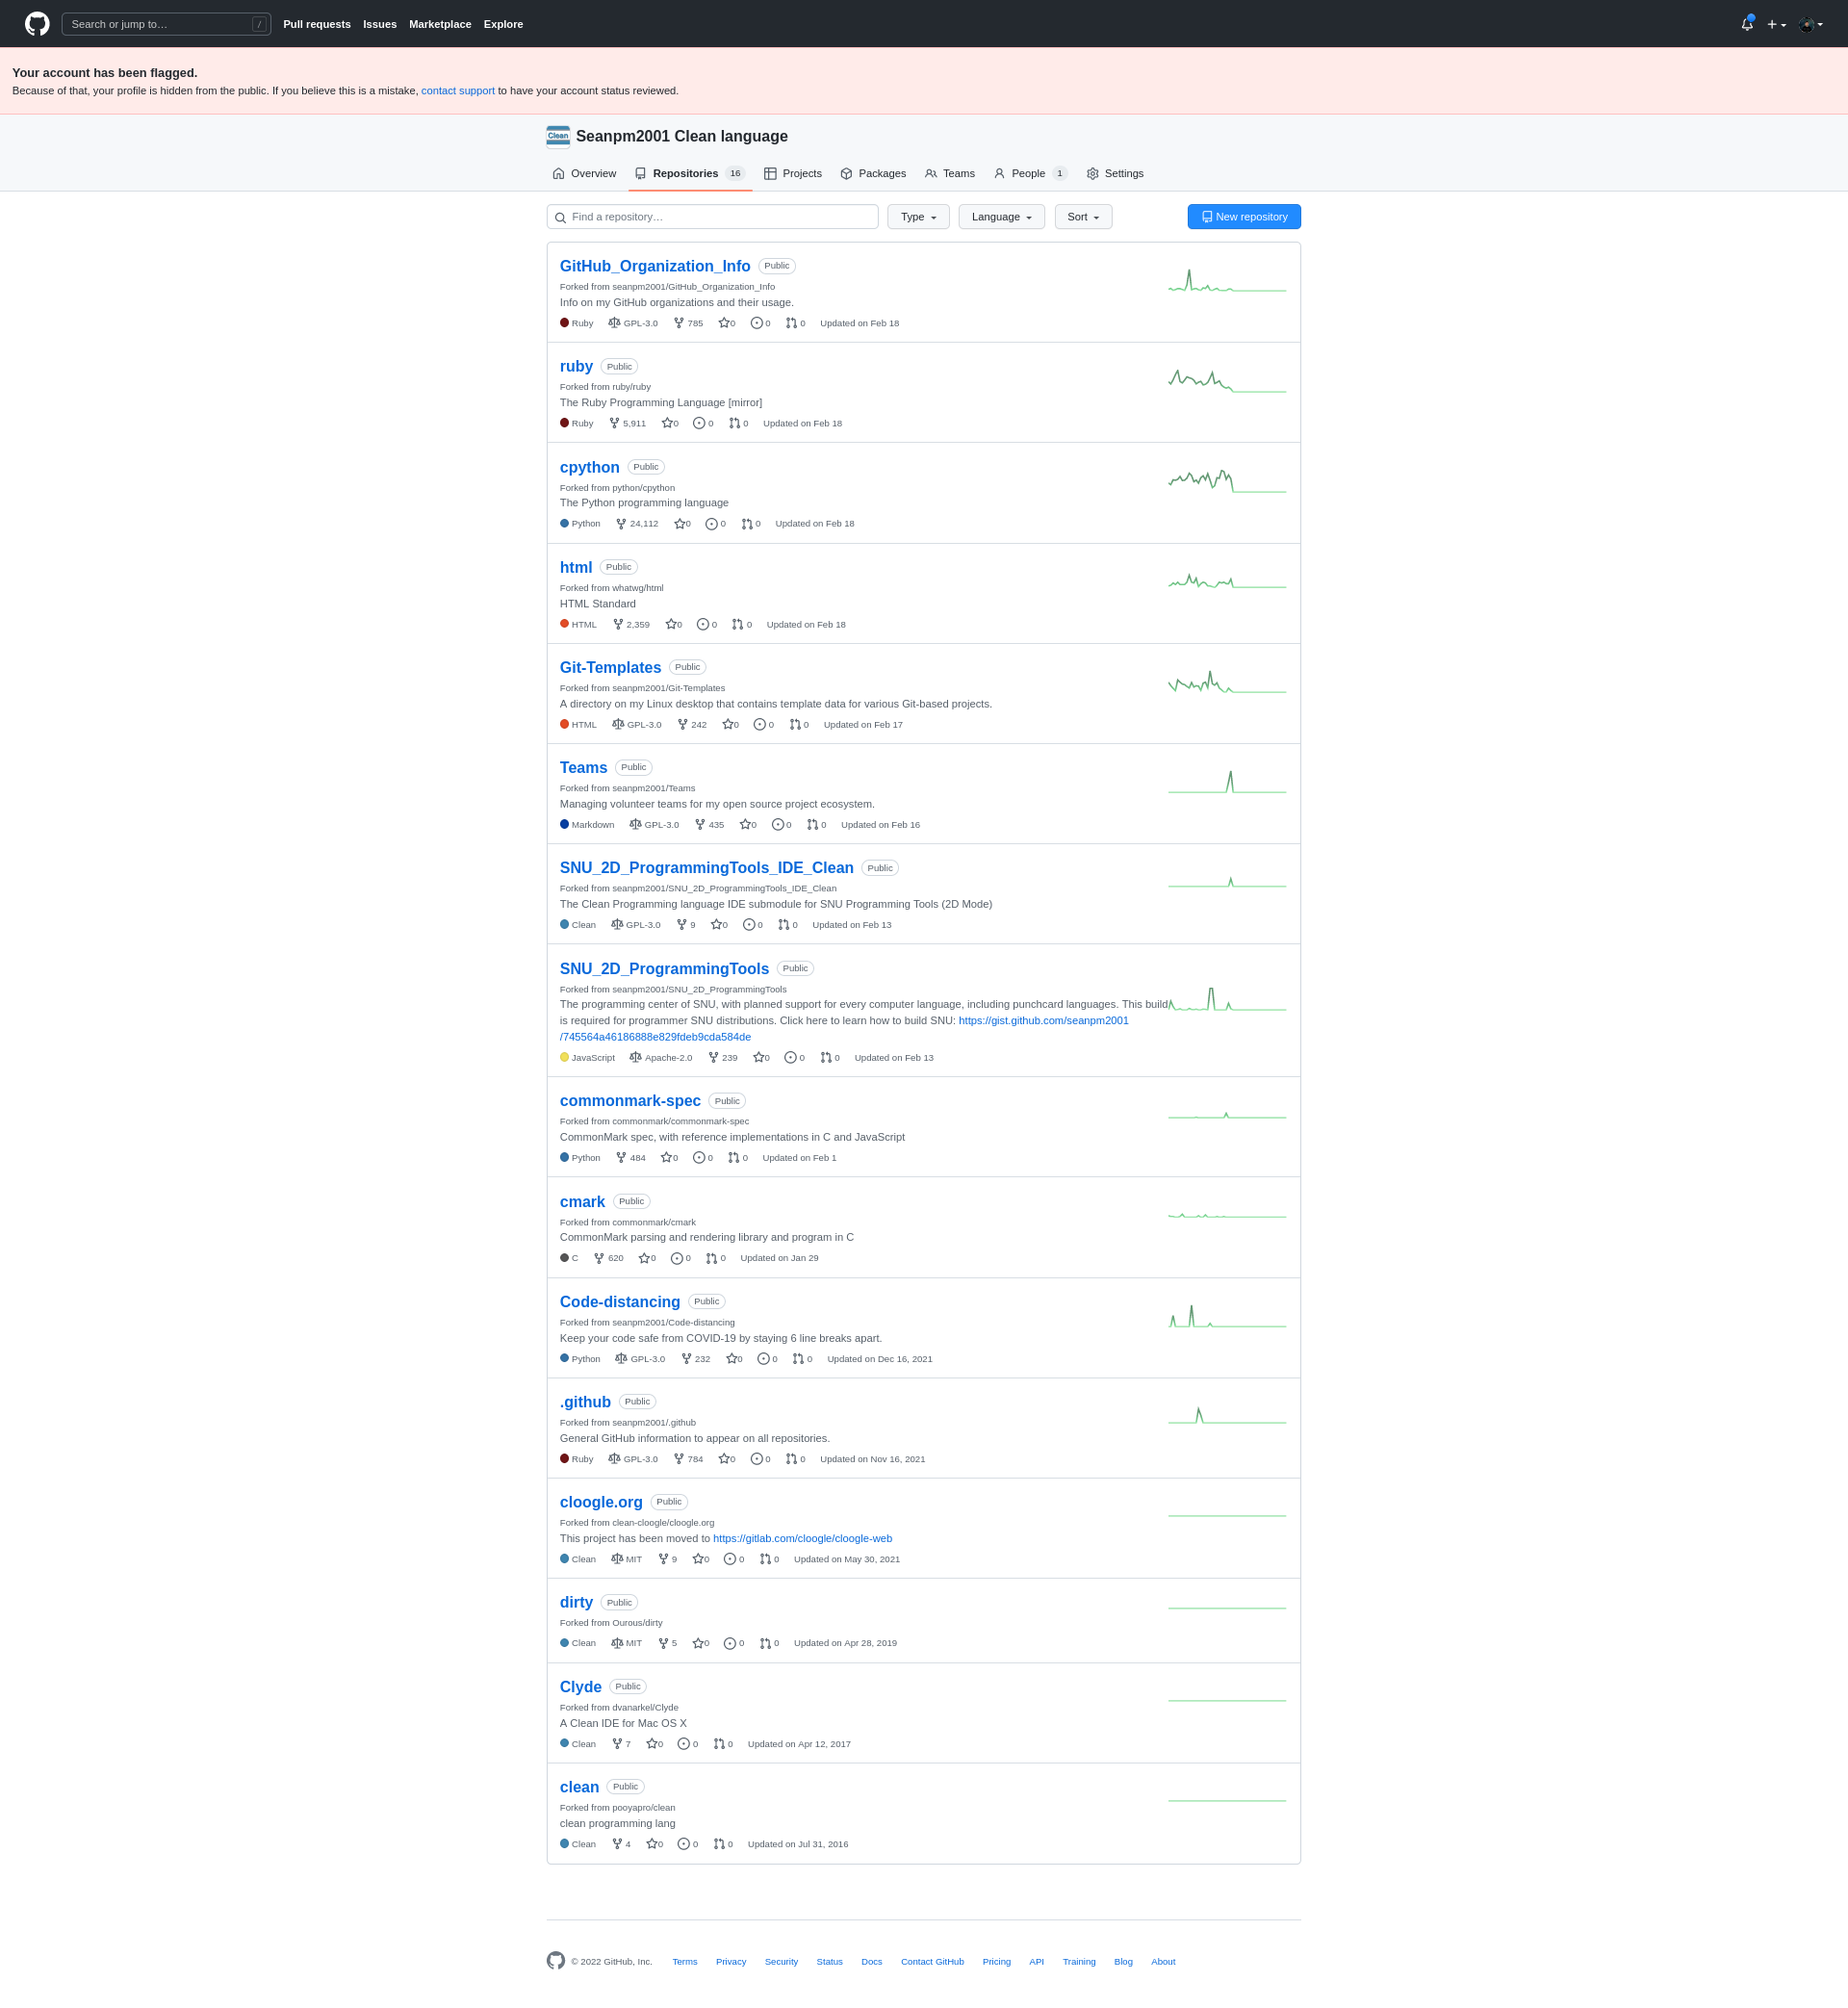 Search or jump to… /
Pull requests Issues Marketplace Explore
Your account has been flagged.
Because of that, your profile is hidden from the public. If you believe this is a mistake, contact support to have your account status reviewed.
Clean Seanpm2001 Clean language
Overview Repositories 16 Projects Packages Teams People 1 Settings
Find a repository… Type Language Sort New repository
GitHub_Organization_Info Public
Forked from seanpm2001/GitHub_Organization_Info
Info on my GitHub organizations and their usage.
Ruby GPL-3.0 785 0 0 0 Updated on Feb 18
ruby Public
Forked from ruby/ruby
The Ruby Programming Language [mirror]
Ruby 5,911 0 0 0 Updated on Feb 18
cpython Public
Forked from python/cpython
The Python programming language
Python 24,112 0 0 0 Updated on Feb 18
html Public
Forked from whatwg/html
HTML Standard
HTML 2,359 0 0 0 Updated on Feb 18
Git-Templates Public
Forked from seanpm2001/Git-Templates
A directory on my Linux desktop that contains template data for various Git-based projects.
HTML GPL-3.0 242 0 0 0 Updated on Feb 17
Teams Public
Forked from seanpm2001/Teams
Managing volunteer teams for my open source project ecosystem.
Markdown GPL-3.0 435 0 0 0 Updated on Feb 16
SNU_2D_ProgrammingTools_IDE_Clean Public
Forked from seanpm2001/SNU_2D_ProgrammingTools_IDE_Clean
The Clean Programming language IDE submodule for SNU Programming Tools (2D Mode)
Clean GPL-3.0 9 0 0 0 Updated on Feb 13
SNU_2D_ProgrammingTools Public
Forked from seanpm2001/SNU_2D_ProgrammingTools
The programming center of SNU, with planned support for every computer language, including punchcard languages. This build
is required for programmer SNU distributions. Click here to learn how to build SNU: https://gist.github.com/seanpm2001
/745564a46186888e829fdeb9cda584de
JavaScript Apache-2.0 239 0 0 0 Updated on Feb 13
commonmark-spec Public
Forked from commonmark/commonmark-spec
CommonMark spec, with reference implementations in C and JavaScript
Python 484 0 0 0 Updated on Feb 1
cmark Public
Forked from commonmark/cmark
CommonMark parsing and rendering library and program in C
C 620 0 0 0 Updated on Jan 29
Code-distancing Public
Forked from seanpm2001/Code-distancing
Keep your code safe from COVID-19 by staying 6 line breaks apart.
Python GPL-3.0 232 0 0 0 Updated on Dec 16, 2021
.github Public
Forked from seanpm2001/.github
General GitHub information to appear on all repositories.
Ruby GPL-3.0 784 0 0 0 Updated on Nov 16, 2021
cloogle.org Public
Forked from clean-cloogle/cloogle.org
This project has been moved to https://gitlab.com/cloogle/cloogle-web
Clean MIT 9 0 0 0 Updated on May 30, 2021
dirty Public
Forked from Ourous/dirty
Clean MIT 5 0 0 0 Updated on Apr 28, 2019
Clyde Public
Forked from dvanarkel/Clyde
A Clean IDE for Mac OS X
Clean 7 0 0 0 Updated on Apr 12, 2017
clean Public
Forked from pooyapro/clean
clean programming lang
Clean 4 0 0 0 Updated on Jul 31, 2016
© 2022 GitHub, Inc. Terms Privacy Security Status Docs Contact GitHub Pricing API Training Blog About